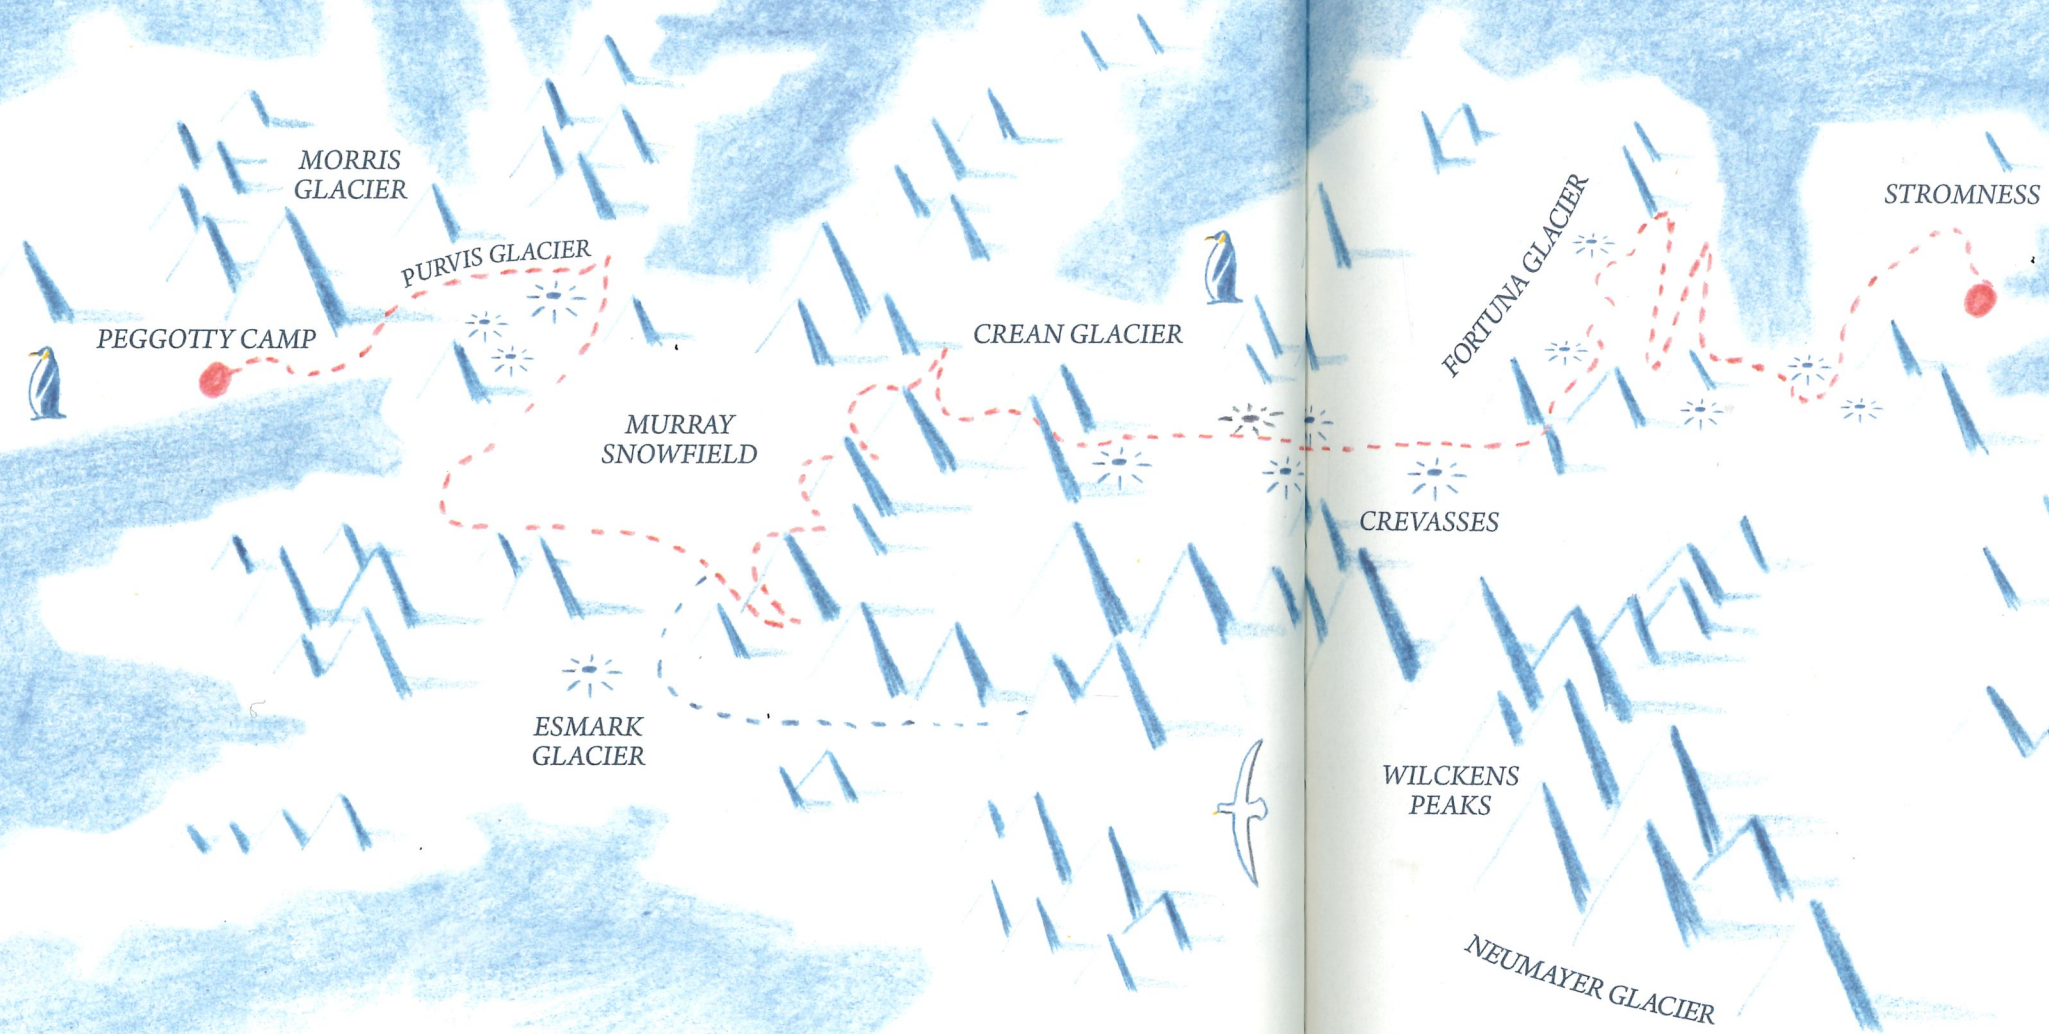 MORRIS
GLACIER
PURVIS GLACIER
PEGGOTTY CAMP
MURRAY
SNOWFIELD
CREAN GLACIER
ESMARK
GLACIER
FORTUNA GLACIER
STROMNESS
CREVASSES
WILCKENS
PEAKS
NEUMAYER GLACIER